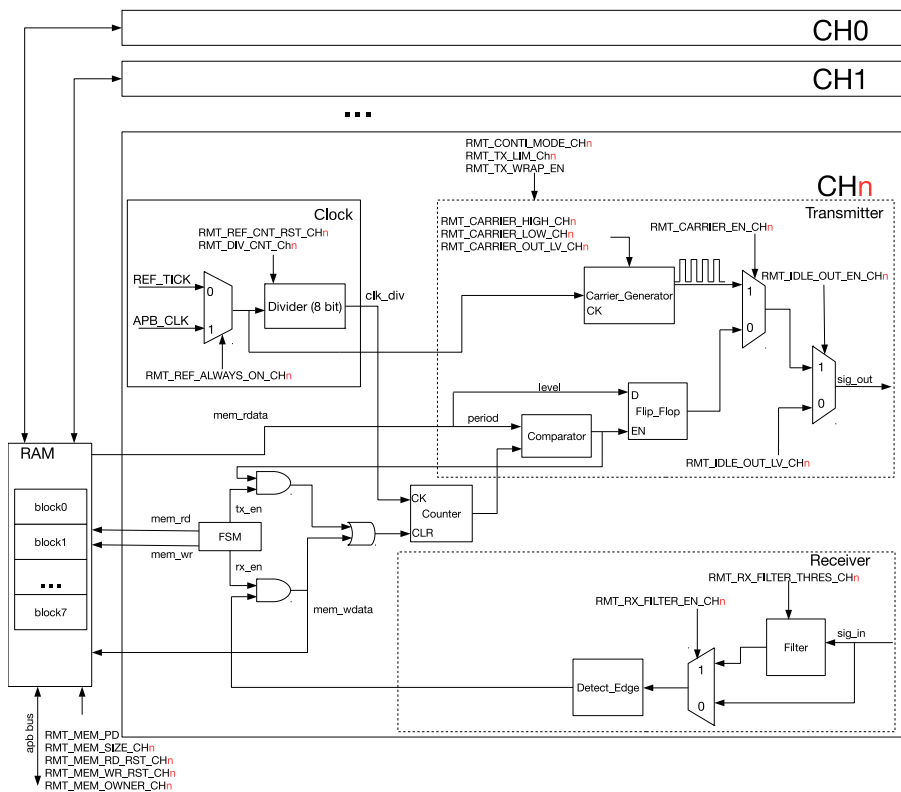 CH0
CH1
...
RMT_CONTI_MODE_CHn
RMT_TX_LIM_Chn
RMT_TX_WRAP_EN
CHn
Clock
Transmitter
RMT_REF_CNT_RST_CHn
RMT_DIV_CNT_Chn
RMT_CARRIER_HIGH_CHn
RMT_CARRIER_LOW_CHn
RMT_CARRIER_OUT_LV_CHn
RMT_CARRIER_EN_CHn
RMT_IDLE_OUT_EN_CHn
REF_TICK
0
Divider (8 bit)
clk_div
Carrier_Generator
CK
1
0
APB_CLK
1
RMT_REF_ALWAYS_ON_CHn
1
0
sig_out
level
D
Flip_Flop
EN
mem_rdata
period
Comparator
RMT_IDLE_OUT_LV_CHn
RAM
block0
block1
...
block7
mem_rd
mem_wr
tx_en
FSM
rx_en
CK
Counter
CLR
mem_wdata
Receiver
RMT_RX_FILTER_THRES_CHn
RMT_RX_FILTER_EN_CHn
sig_in
Filter
1
0
Detect_Edge
apb bus
RMT_MEM_PD
RMT_MEM_SIZE_CHn
RMT_MEM_RD_RST_CHn
RMT_MEM_WR_RST_CHn
RMT_MEM_OWNER_CHn